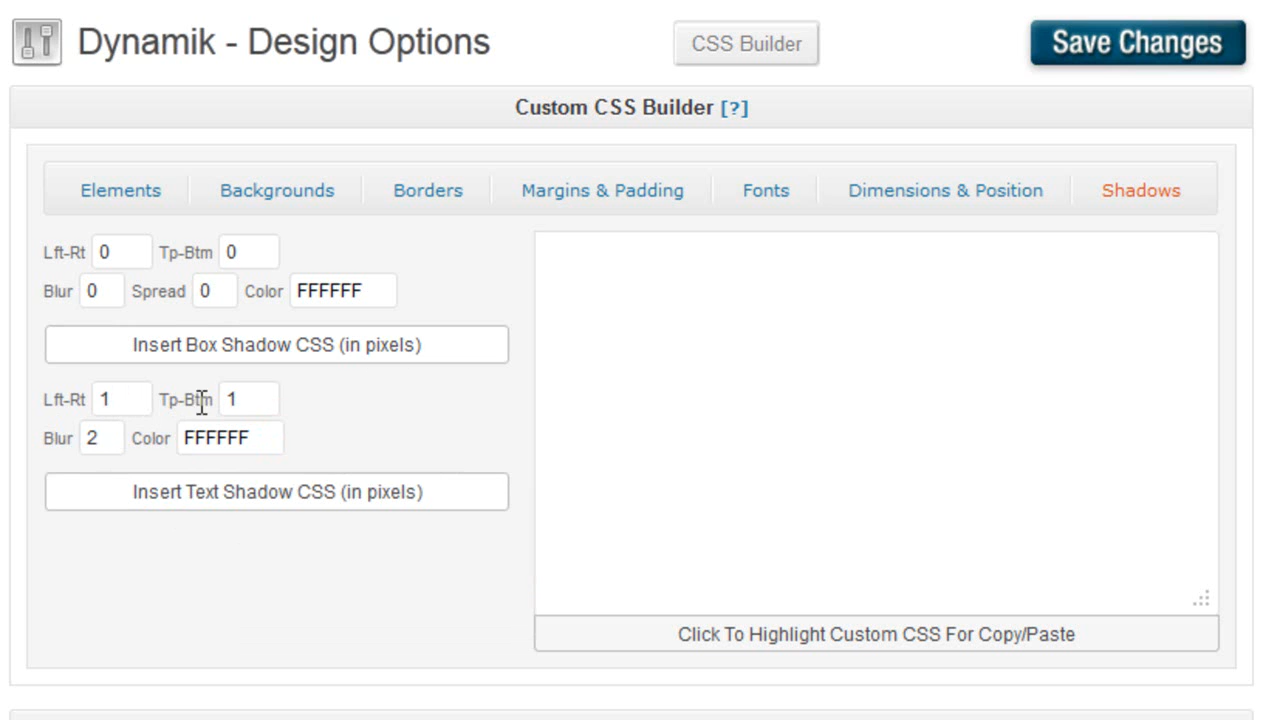 Dynamik - Design Options
CSS Builder
Save Changes
Custom CSS Builder [?]
Elements Backgrounds Borders Margins & Padding Fonts Dimensions & Position Shadows
Lft-Rt 0 Tp-Btm 0
Blur 0 Spread 0 Color FFFFFF
Insert Box Shadow CSS (in pixels)
Lft-Rt 1 Tp-Btm 1
Blur 2 Color FFFFFF
Insert Text Shadow CSS (in pixels)
Click To Highlight Custom CSS For Copy/Paste